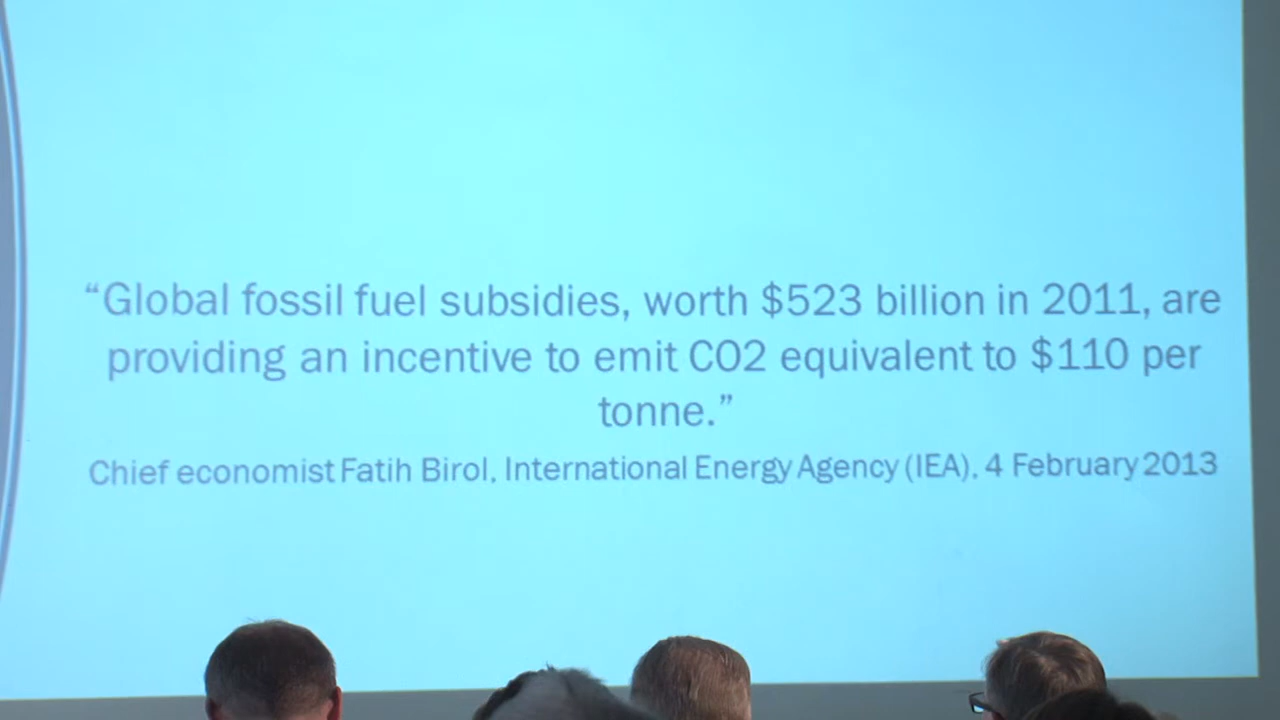 “Global fossil fuel subsidies, worth $523 billion in 2011, are
providing an incentive to emit CO2 equivalent to $110 per
tonne.”
Chief economist Fatih Birol, International Energy Agency (IEA), 4 February 2013